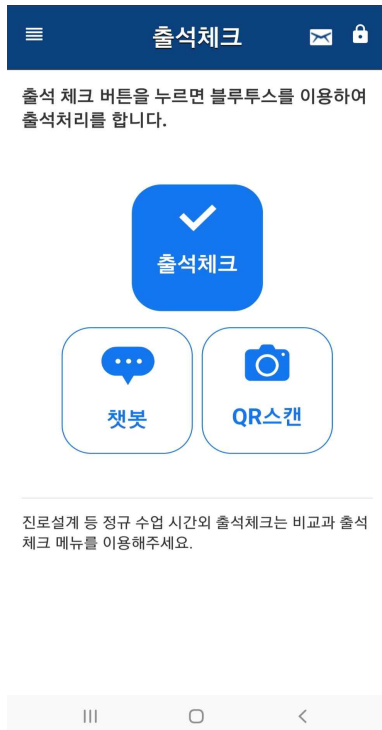 출석체크
출석 체크 버튼을 누르면 블루투스를 이용하여
출석처리를 합니다.
출석체크
챗봇
QR스캔
진로설계 등 정규 수업 시간외 출석체크는 비교과 출석
체크 메뉴를 이용해주세요.